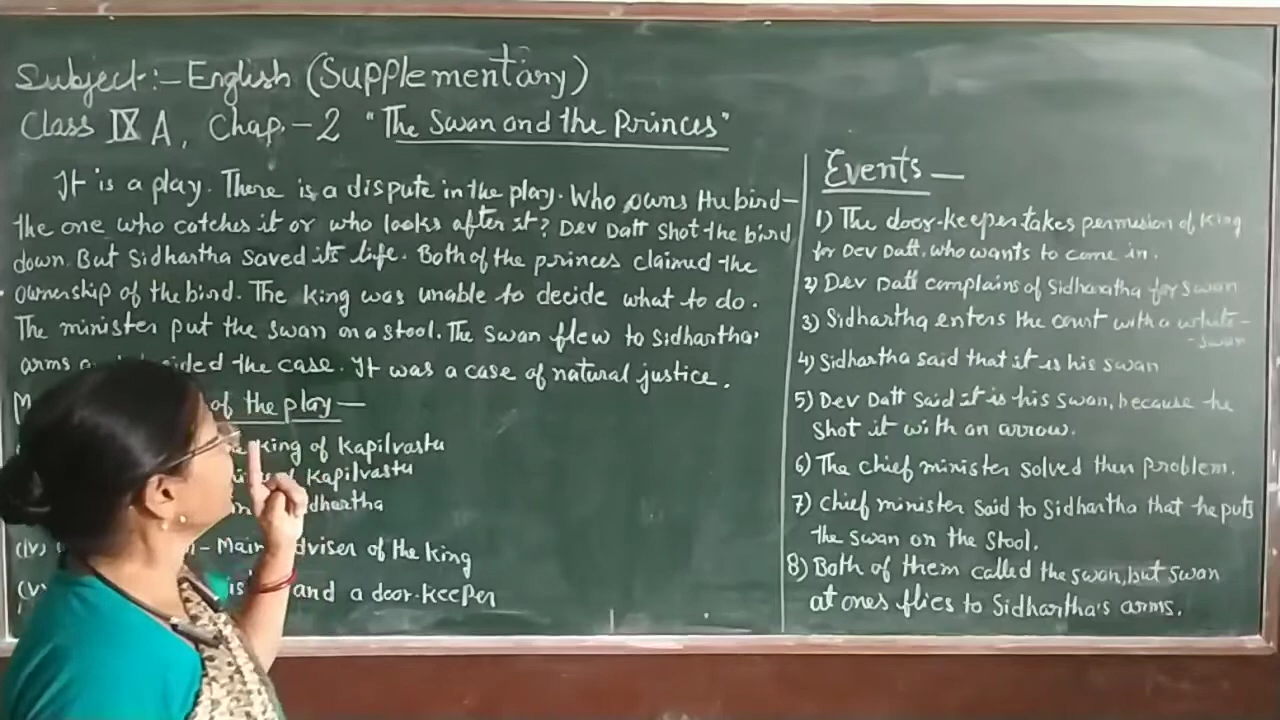 Subject:- English (Supplementary)
Class IX A, Chap.-2 "The Swan and the Princes"
It is a play. There is a dispute in the play. Who owns the bird-
the one who catches it or who looks after it? Dev Datt shot the bird
down. But Sidhartha saved its life. Both of the princes claimed the
ownership of the bird. The king was unable to decide what to do.
The minister put the swan on a stool. The swan flew to Sidhartha'
arms the case. It was a case of natural justice.
of the play-
king of Kapilvastu
of Kapilvastu
(iv) - Main adviser of the king
(v) and a door-keeper
Events-
1) The door-keeper takes permision of king
for Dev Datt, who wants to come in.
2) Dev Datt complains of Sidharatha for swan
3) Sidhartha enters the court with a white-
-swan
4) Sidhartha said that it is his swan
5) Dev Datt said it is his swan, because he
shot it with an arrow.
6) The chief minister solved their problem.
7) Chief minister said to Sidhartha that he puts
the swan on the stool.
8) Both of them called the swan, but swan
at ones flies to Sidhartha's arms.